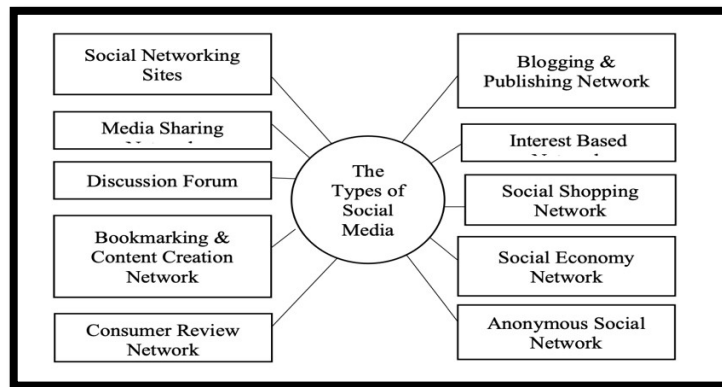 Social Networking
Sites
Media Sharing
Discussion Forum
Bookmarking &
Content Creation
Network
Consumer Review
Network
The
Types of
Social
Media
Blogging &
Publishing Network
Interest Based
Social Shopping
Network
Social Economy
Network
Anonymous Social
Network